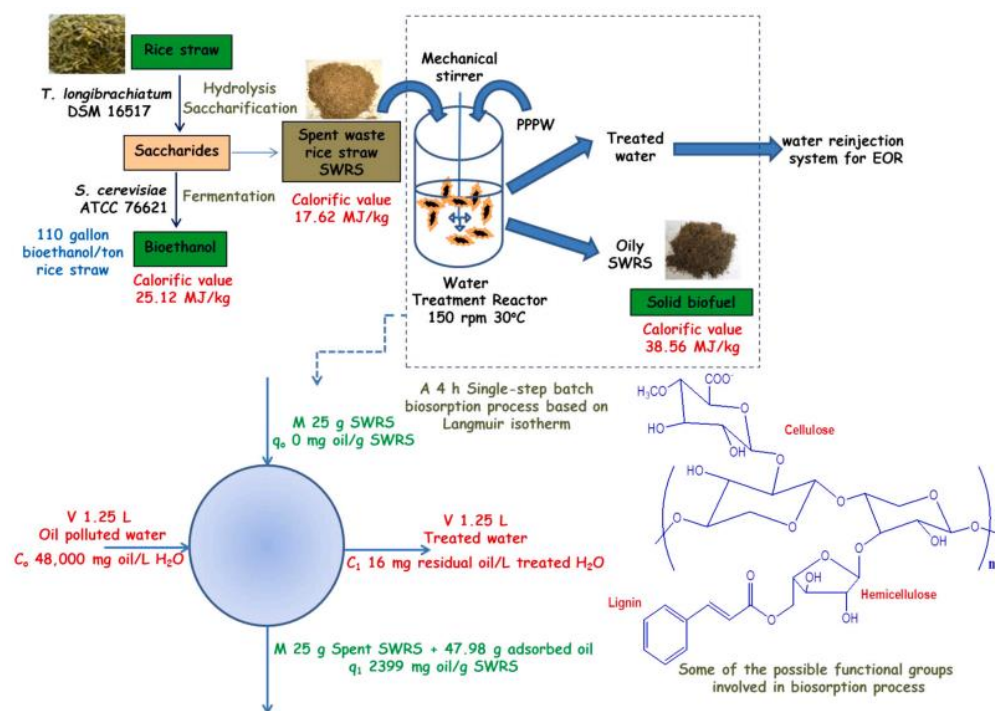 Rice straw
T. longibrachiatum
DSM 16517
Hydrolysis
Saccharification
Saccharides
Spent waste
rice straw
SWRS
Calorific value
17.62 MJ/kg
S. cerevisiae
ATCC 76621
Fermentation
110 gallon
bioethanol/ton
rice straw
Bioethanol
Calorific value
25.12 MJ/kg
Mechanical
stirrer
PPPW
Treated
water
water reinjection
system for EOR
Oily
SWRS
Water
Treatment Reactor
150 rpm 30°C
Solid biofuel
Calorific value
38.56 MJ/kg
A 4 h Single-step batch
biosorption process based on
Langmuir isotherm
M 25 g SWRS
qₒ 0 mg oil/g SWRS
V 1.25 L
Oil polluted water
Cₒ 48,000 mg oil/L H₂O
V 1.25 L
Treated water
C₁ 16 mg residual oil/L treated H₂O
M 25 g Spent SWRS + 47.98 g adsorbed oil
q₁ 2399 mg oil/g SWRS
COO⁻
H₃CO
O
HO
OH
O
Cellulose
HO
O
O
O
O
O
O
O
OH
n
O
O
OH
O
Hemicellulose
OH
Lignin
Some of the possible functional groups
involved in biosorption process